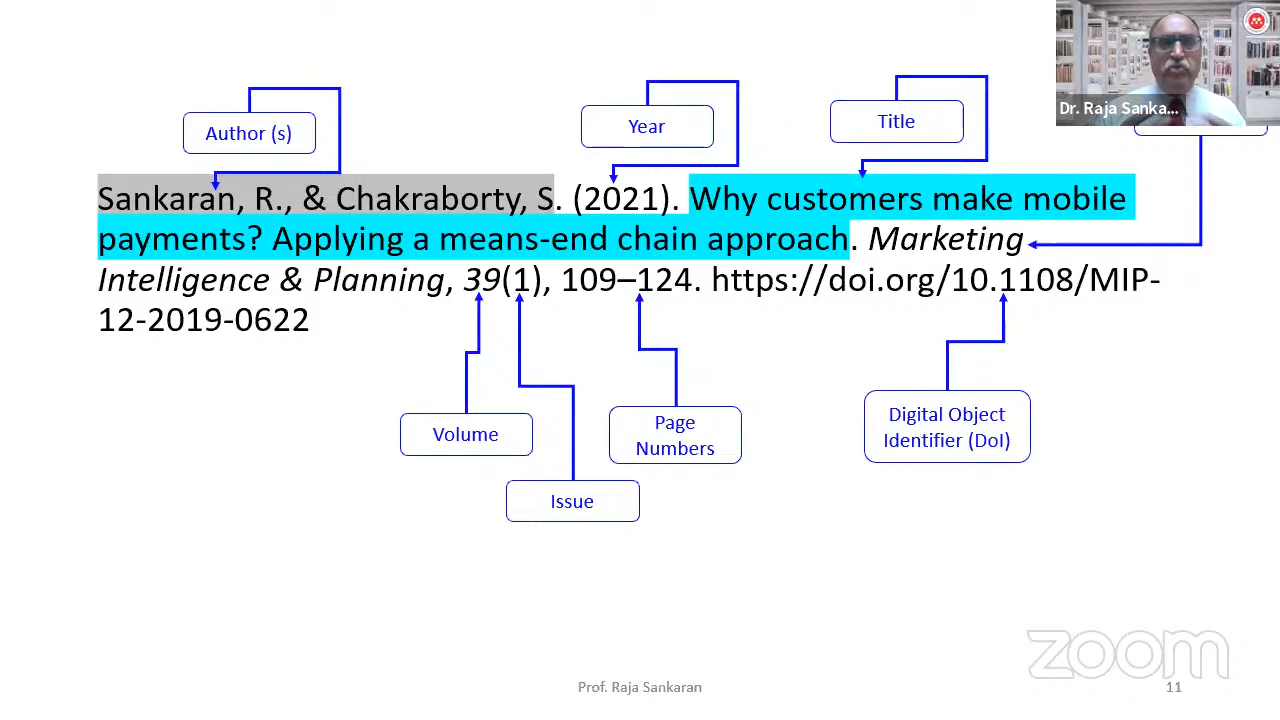 Dr. Raja Sanka...
Author (s)
Year
Title
Sankaran, R., & Chakraborty, S. (2021). Why customers make mobile
payments? Applying a means-end chain approach. Marketing
Intelligence & Planning, 39(1), 109–124. https://doi.org/10.1108/MIP-
12-2019-0622
Volume
Issue
Page
Numbers
Digital Object
Identifier (DoI)
zoom
Prof. Raja Sankaran
11